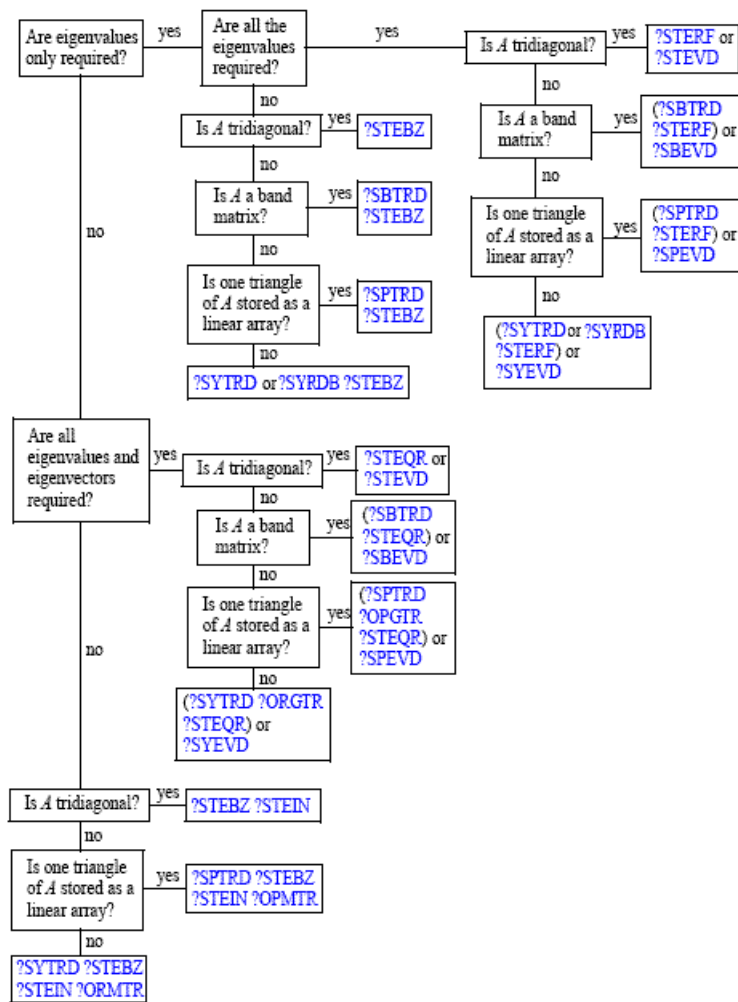 Are eigenvalues
only required?
yes
Are all the
eigenvalues
required?
yes
Is A tridiagonal?
yes
?STERF or
?STEVD
no
no
Is A tridiagonal?
yes
?STEBZ
Is A a band
matrix?
yes
(?SBTRD
?STERF) or
?SBEVD
no
no
Is A a band
matrix?
yes
?SBTRD
?STEBZ
Is one triangle
of A stored as a
linear array?
yes
(?SPTRD
?STERF) or
?SPEVD
no
no
Is one triangle
of A stored as a
linear array?
yes
?SPTRD
?STEBZ
no
(?SYTRD or ?SYRDB
?STERF) or
?SYEVD
no
?SYTRD or ?SYRDB ?STEBZ
Are all
eigenvalues and
eigenvectors
required?
yes
Is A tridiagonal?
yes
?STEQR or
?STEVD
no
Is A a band
matrix?
yes
(?SBTRD
?STEQR) or
?SBEVD
no
Is one triangle
of A stored as a
linear array?
yes
(?SPTRD
?OPGTR
?STEQR) or
?SPEVD
no
no
(?SYTRD ?ORGTR
?STEQR) or
?SYEVD
Is A tridiagonal?
yes
?STEBZ ?STEIN
no
Is one triangle
of A stored as a
linear array?
yes
?SPTRD ?STEBZ
?STEIN ?OPMTR
no
?SYTRD ?STEBZ
?STEIN ?ORMTR